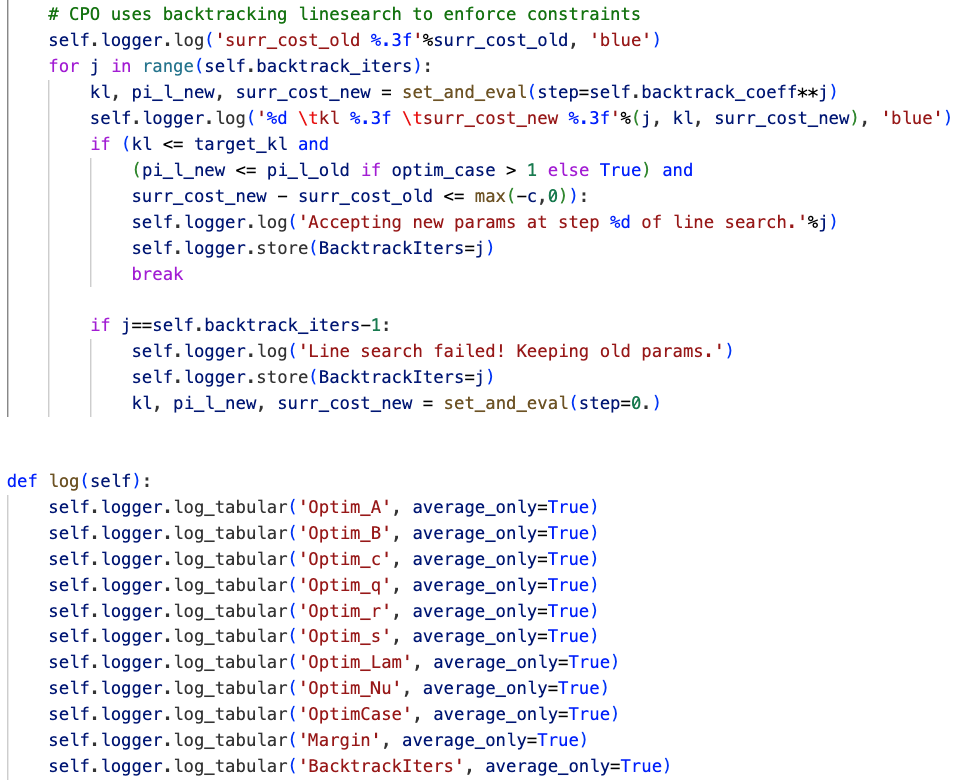 # CPO uses backtracking linesearch to enforce constraints
self.logger.log('surr_cost_old %.3f'%surr_cost_old, 'blue')
for j in range(self.backtrack_iters):
    kl, pi_l_new, surr_cost_new = set_and_eval(step=self.backtrack_coeff**j)
    self.logger.log('%d \tkl %.3f \tsurr_cost_new %.3f'%(j, kl, surr_cost_new), 'blue')
    if (kl <= target_kl and
        (pi_l_new <= pi_l_old if optim_case > 1 else True) and
        surr_cost_new - surr_cost_old <= max(-c,0)):
        self.logger.log('Accepting new params at step %d of line search.'%j)
        self.logger.store(BacktrackIters=j)
        break
    if j==self.backtrack_iters-1:
        self.logger.log('Line search failed! Keeping old params.')
        self.logger.store(BacktrackIters=j)
        kl, pi_l_new, surr_cost_new = set_and_eval(step=0.)
def log(self):
    self.logger.log_tabular('Optim_A', average_only=True)
    self.logger.log_tabular('Optim_B', average_only=True)
    self.logger.log_tabular('Optim_c', average_only=True)
    self.logger.log_tabular('Optim_q', average_only=True)
    self.logger.log_tabular('Optim_r', average_only=True)
    self.logger.log_tabular('Optim_s', average_only=True)
    self.logger.log_tabular('Optim_Lam', average_only=True)
    self.logger.log_tabular('Optim_Nu', average_only=True)
    self.logger.log_tabular('OptimCase', average_only=True)
    self.logger.log_tabular('Margin', average_only=True)
    self.logger.log_tabular('BacktrackIters', average_only=True)